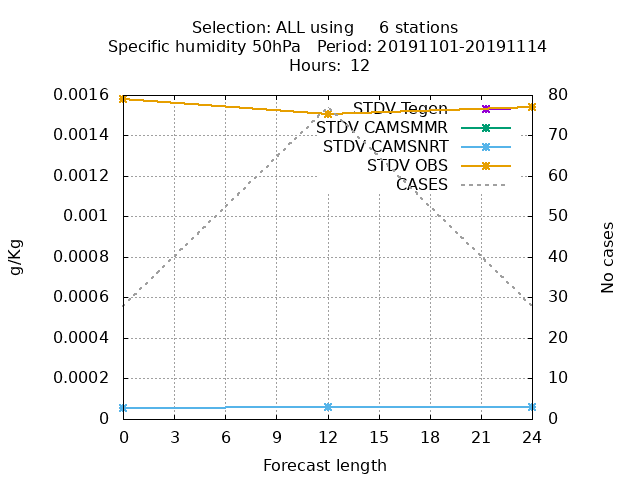 Selection: ALL using     6 stations
Specific humidity 50hPa   Period: 20191101-20191114
Hours: 12
0.0016
0.0014
0.0012
0.001
0.0008
0.0006
0.0004
0.0002
0
g/Kg
STDV Tegen
STDV CAMSMMR
STDV CAMSNRT
STDV OBS
CASES
80
70
60
50
40
30
20
10
0
No cases
0 3 6 9 12 15 18 21 24
Forecast length